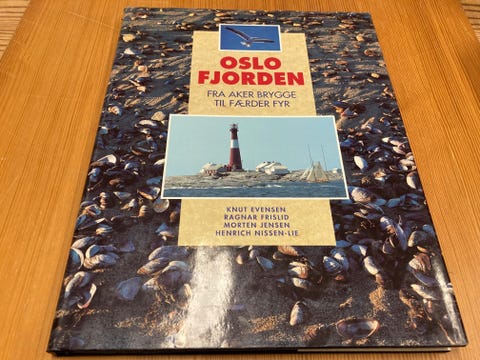 OSLO
FJORDEN
FRA AKER BRYGGE
TIL FÆRDER FYR
KNUT EVENSEN
RAGNAR FRISLID
MORTEN JENSEN
HENRICH NISSEN-LIE